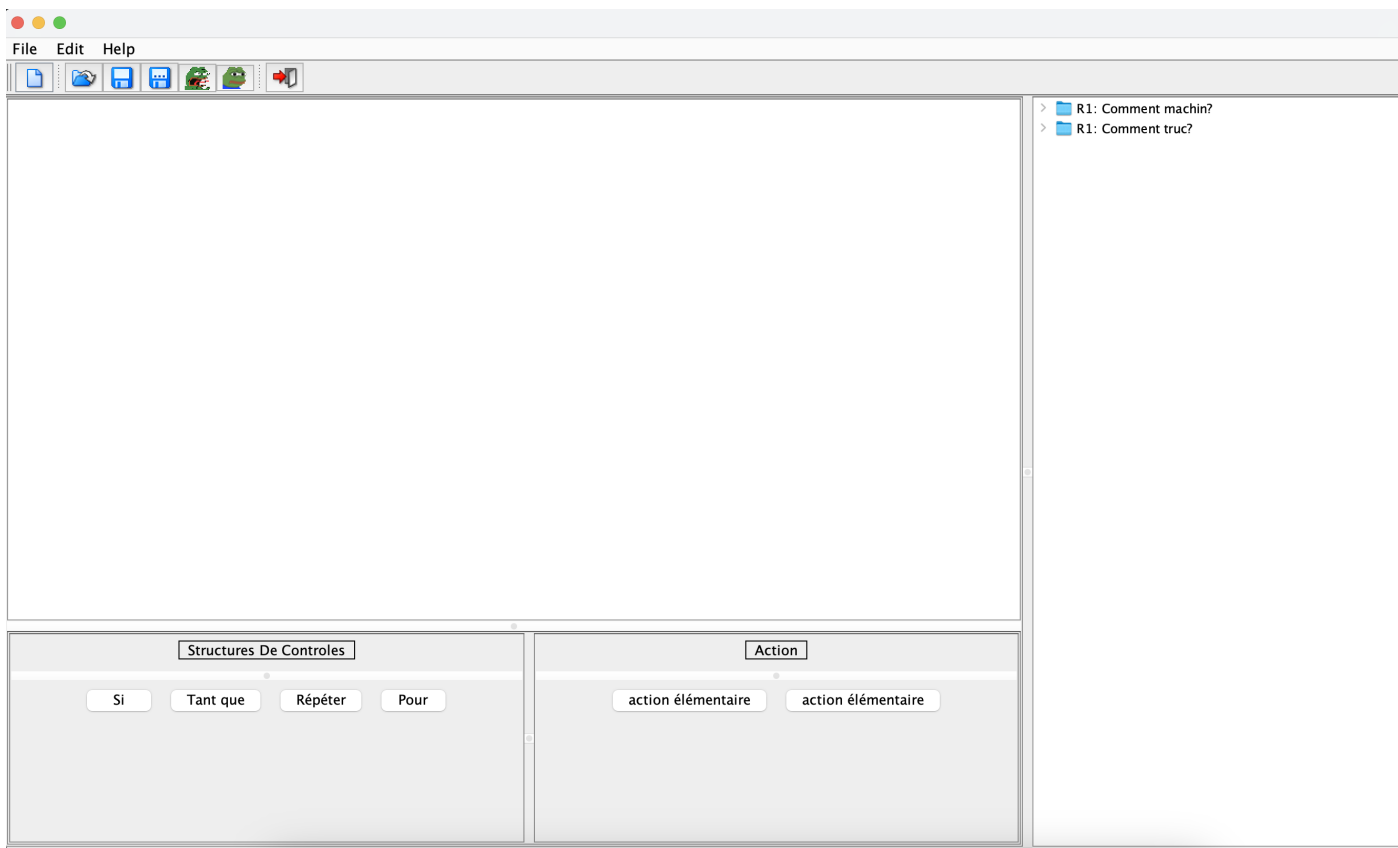 File Edit Help
R1: Comment machin?
R1: Comment truc?
Structures De Controles
Action
Si Tant que Répéter Pour
action élémentaire action élémentaire